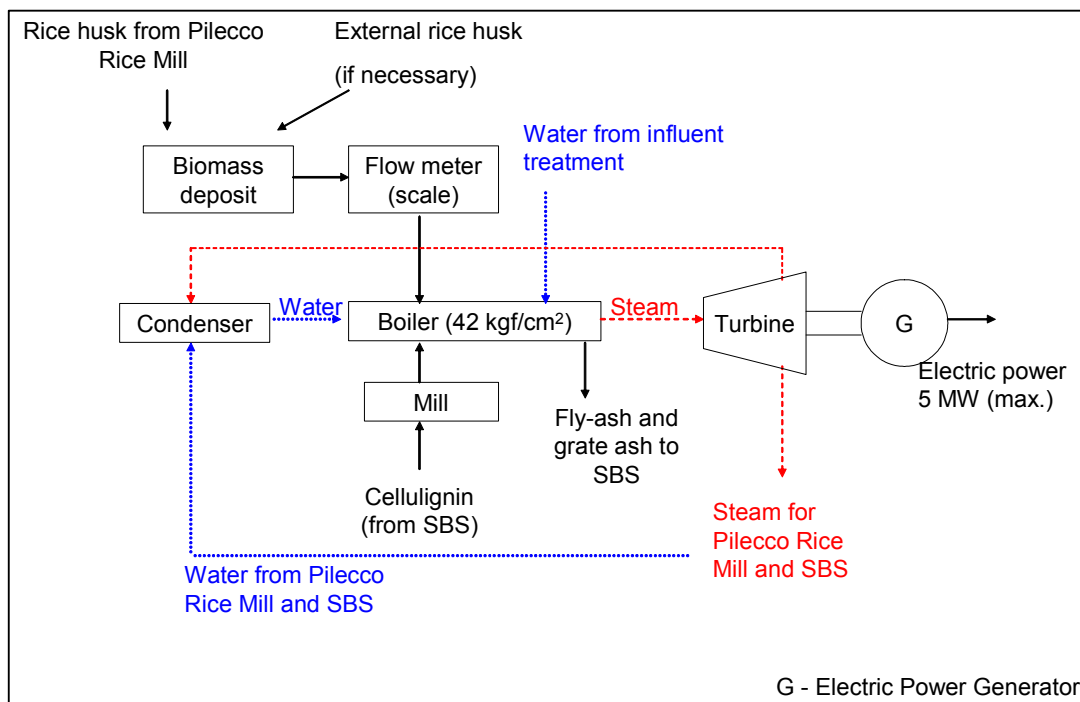 Rice husk from Pilecco
Rice Mill
External rice husk
(if necessary)
Water from influent
treatment
Biomass
deposit
Flow meter
(scale)
Condenser
Water
Boiler (42 kgf/cm²)
Steam
Turbine
G
Electric power
5 MW (max.)
Mill
Fly-ash and
grate ash to
SBS
Cellulignin
(from SBS)
Steam for
Pilecco Rice
Mill and SBS
Water from Pilecco
Rice Mill and SBS
G - Electric Power Generator